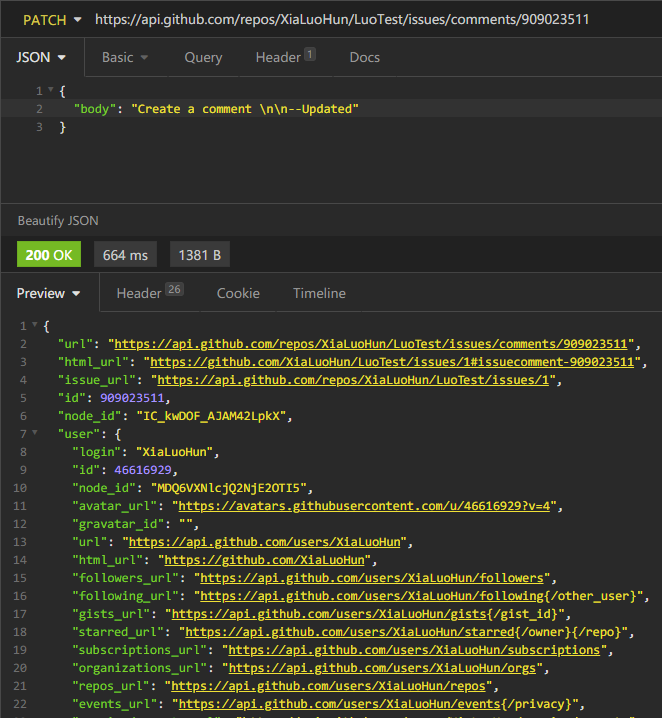 PATCH https://api.github.com/repos/XiaLuoHun/LuoTest/issues/comments/909023511
JSON Basic Query Header 1 Docs
1 {
2 "body": "Create a comment \n\n--Updated"
3 }
Beautify JSON
200 OK 664 ms 1381 B
Preview Header 26 Cookie Timeline
1 {
2 "url": "https://api.github.com/repos/XiaLuoHun/LuoTest/issues/comments/909023511",
3 "html_url": "https://github.com/XiaLuoHun/LuoTest/issues/1#issuecomment-909023511",
4 "issue_url": "https://api.github.com/repos/XiaLuoHun/LuoTest/issues/1",
5 "id": 909023511,
6 "node_id": "IC_kwDOF_AJAM42LpkX",
7 "user": {
8 "login": "XiaLuoHun",
9 "id": 46616929,
10 "node_id": "MDQ6VXNlcjQ2NjE2OTI5",
11 "avatar_url": "https://avatars.githubusercontent.com/u/46616929?v=4",
12 "gravatar_id": "",
13 "url": "https://api.github.com/users/XiaLuoHun",
14 "html_url": "https://github.com/XiaLuoHun",
15 "followers_url": "https://api.github.com/users/XiaLuoHun/followers",
16 "following_url": "https://api.github.com/users/XiaLuoHun/following{/other_user}",
17 "gists_url": "https://api.github.com/users/XiaLuoHun/gists{/gist_id}",
18 "starred_url": "https://api.github.com/users/XiaLuoHun/starred{/owner}{/repo}",
19 "subscriptions_url": "https://api.github.com/users/XiaLuoHun/subscriptions",
20 "organizations_url": "https://api.github.com/users/XiaLuoHun/orgs",
21 "repos_url": "https://api.github.com/users/XiaLuoHun/repos",
22 "events_url": "https://api.github.com/users/XiaLuoHun/events{/privacy}",